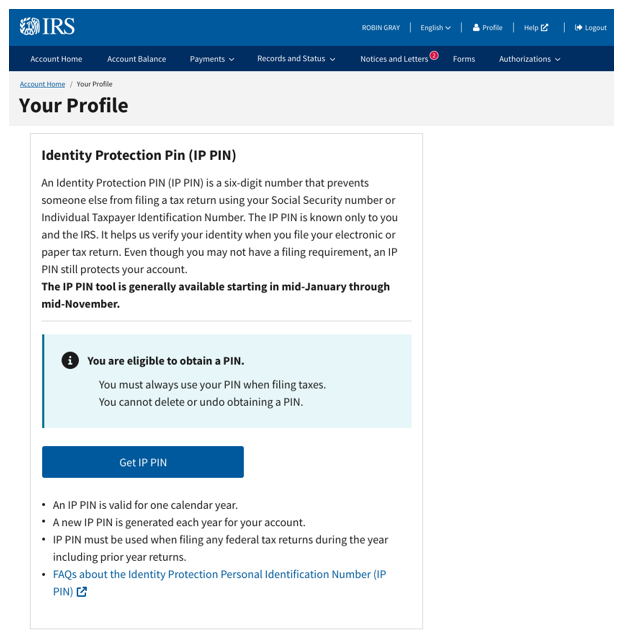 IRS
ROBIN GRAY | English | Profile | Help | Logout
Account Home Account Balance Payments Records and Status Notices and Letters 2 Forms Authorizations
Account Home / Your Profile
Your Profile
Identity Protection Pin (IP PIN)
An Identity Protection PIN (IP PIN) is a six-digit number that prevents
someone else from filing a tax return using your Social Security number or
Individual Taxpayer Identification Number. The IP PIN is known only to you
and the IRS. It helps us verify your identity when you file your electronic or
paper tax return. Even though you may not have a filing requirement, an IP
PIN still protects your account.
The IP PIN tool is generally available starting in mid-January through
mid-November.
You are eligible to obtain a PIN.
You must always use your PIN when filing taxes.
You cannot delete or undo obtaining a PIN.
Get IP PIN
• An IP PIN is valid for one calendar year.
• A new IP PIN is generated each year for your account.
• IP PIN must be used when filing any federal tax returns during the year
including prior year returns.
• FAQs about the Identity Protection Personal Identification Number (IP
PIN)